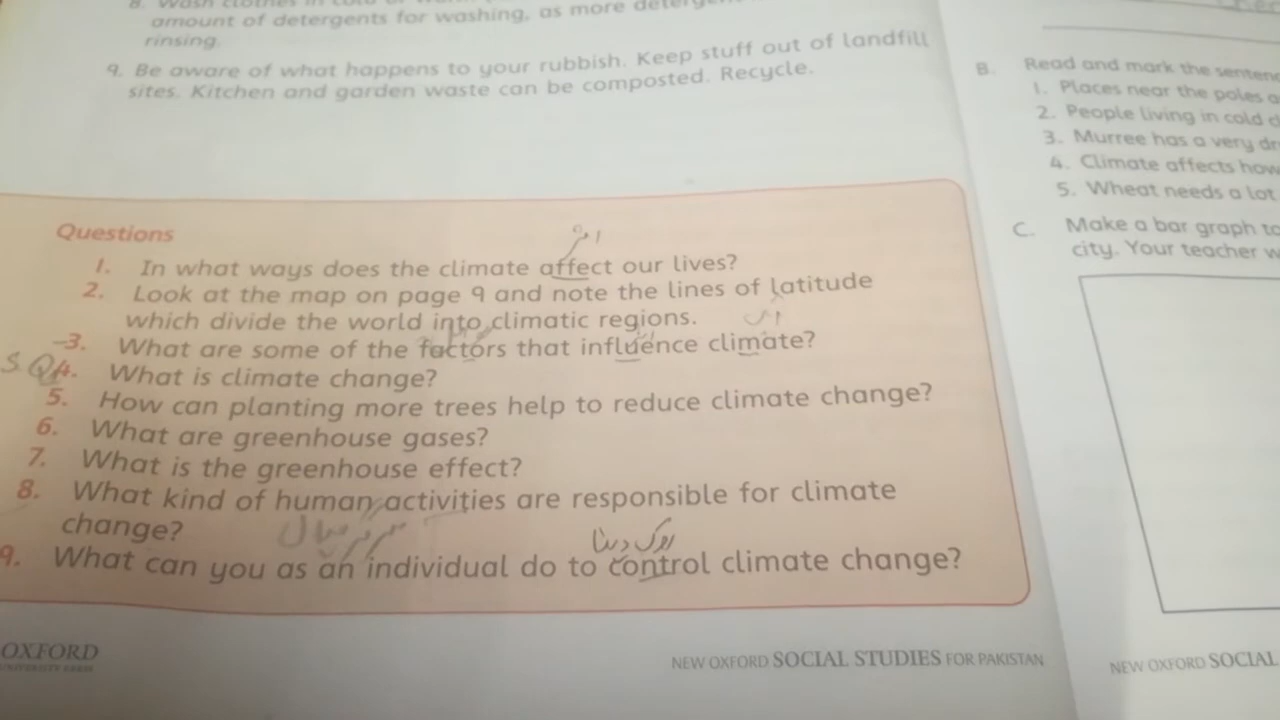 amount of detergents for washing, as more
rinsing.
9. Be aware of what happens to your rubbish. Keep stuff out of landfill
sites. Kitchen and garden waste can be composted. Recycle.
Questions
اثر
1. In what ways does the climate affect our lives?
2. Look at the map on page 9 and note the lines of latitude
which divide the world into climatic regions.
-3. What are some of the factors that influence climate?
S Q 4. What is climate change?
5. How can planting more trees help to reduce climate change?
6. What are greenhouse gases?
7. What is the greenhouse effect?
8. What kind of human activities are responsible for climate
change?
سرگرمیاں
روک دینا
9. What can you as an individual do to control climate change?
OXFORD
UNIVERSITY PRESS
NEW OXFORD SOCIAL STUDIES FOR PAKISTAN
B. Read and mark the
1. Places near the poles
2. People living in cold
3. Murree has a very
4. Climate affects how
5. Wheat needs a lot
C. Make a bar graph
city. Your teacher
NEW OXFORD SOCIAL